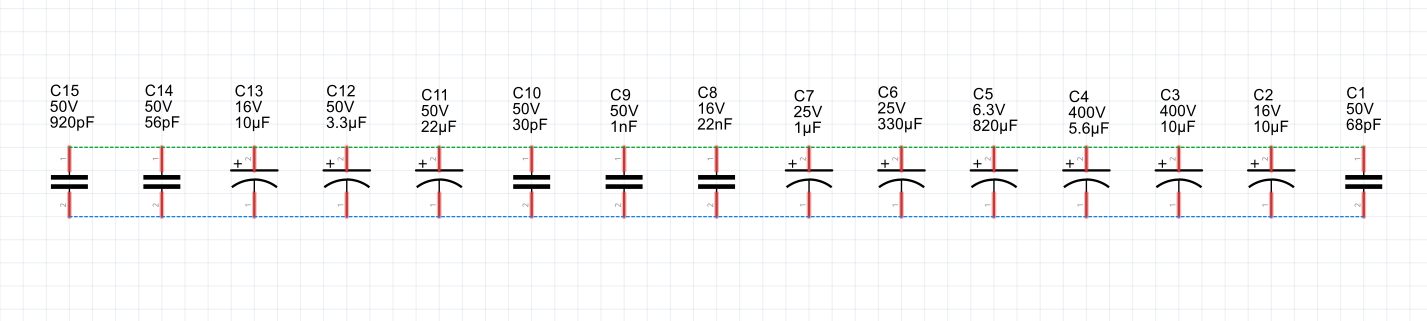 C15
50V
920pF
C14
50V
56pF
C13
16V
10µF
C12
50V
3.3µF
C11
50V
22µF
C10
50V
30pF
C9
50V
1nF
C8
16V
22nF
C7
25V
1µF
C6
25V
330µF
C5
6.3V
820µF
C4
400V
5.6µF
C3
400V
10µF
C2
16V
10µF
C1
50V
68pF
1
1
+
2
+
2
+
2
1
1
1
+
2
+
2
+
2
+
2
+
2
+
2
1
2
2
1
1
1
2
2
2
1
1
1
1
1
1
2